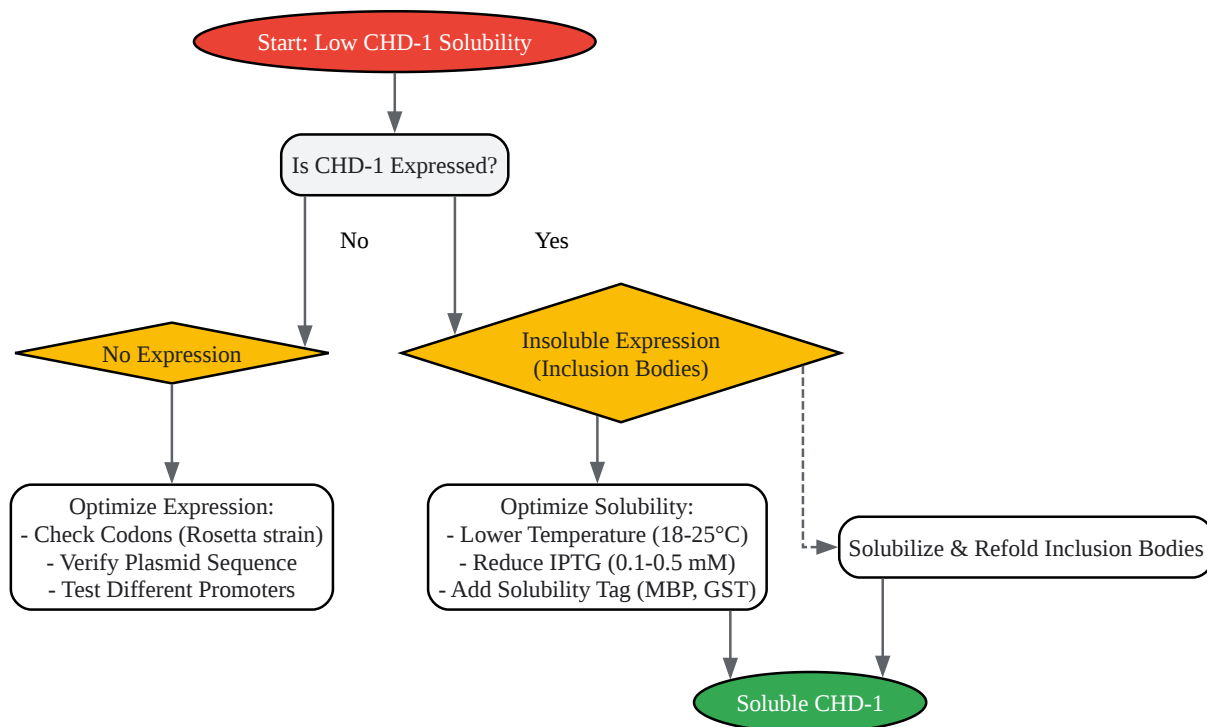 Start: Low CHD-1 Solubility
Is CHD-1 Expressed?
No
Yes
No Expression
Insoluble Expression
(Inclusion Bodies)
Optimize Expression:
- Check Codons (Rosetta strain)
- Verify Plasmid Sequence
- Test Different Promoters
Optimize Solubility:
- Lower Temperature (18-25°C)
- Reduce IPTG (0.1-0.5 mM)
- Add Solubility Tag (MBP, GST)
Solubilize & Refold Inclusion Bodies
Soluble CHD-1